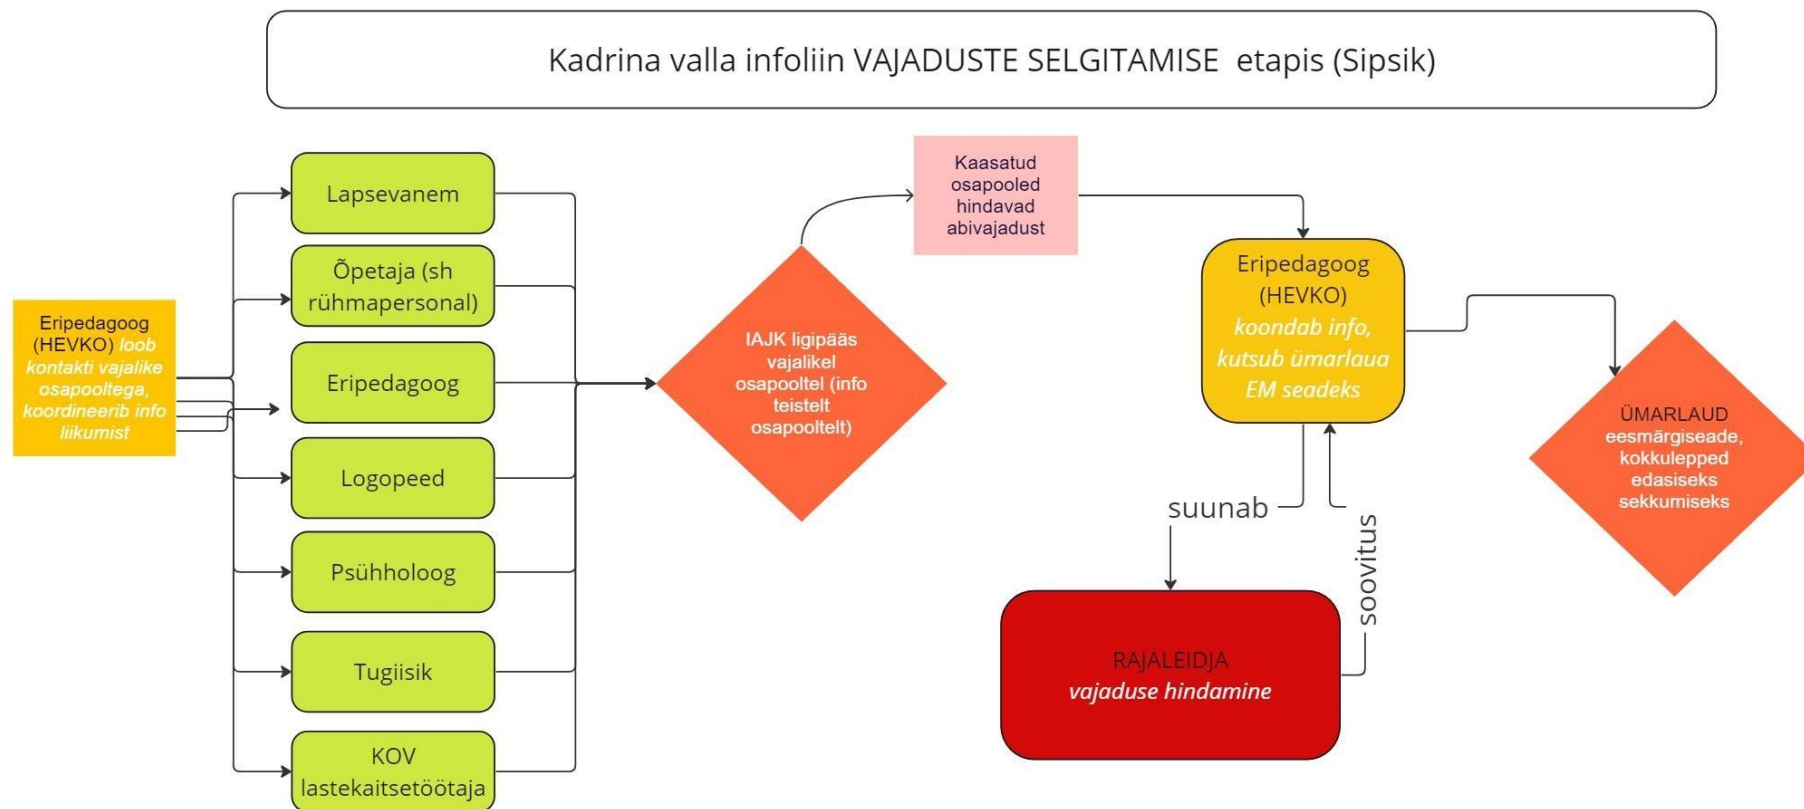 Kadrina valla infoliin VAJADUSTE SELGITAMISE etapis (Sipsik)
Eripedagoog
(HEVKO) loob
kontakti vajalike
osapooltega,
koordineerib info
liikumist
Lapsevanem
Õpetaja (sh
rühmapersonal)
Eripedagoog
Logopeed
Psühholoog
Tugiisik
KOV
lastekaitsetöötaja
IAJK ligipääs
vajalikel
osapooltel (info
teistelt
osapooltelt)
Kaasatud
osapooled
hindavad
abivajadust
Eripedagoog
(HEVKO)
koondab info,
kutsub ümarlaua
EM seadeks
suunab
soovitus
RAJALEIDJA
vajaduse hindamine
ÜMARLAUD
eesmärgiseade,
kokkulepped
edasiseks
sekkumiseks